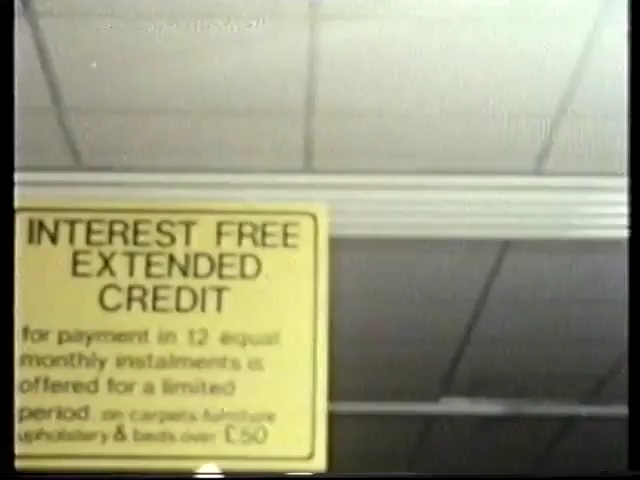 INTEREST FREE
EXTENDED
CREDIT
for payment in 12 equal
monthly instalments is
offered for a limited
period. on carpets furniture
upholstery & beds over £50